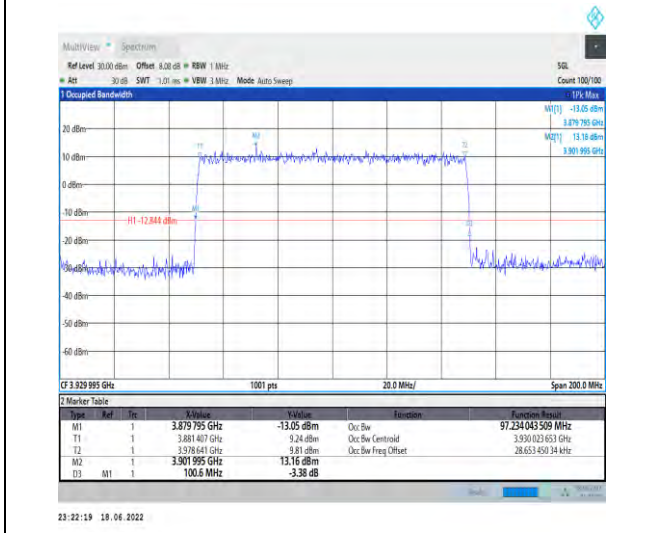 MultiView Spectrum
Ref Level 30.00 dBm Offset 8.00 dB RBW 1 MHz SGL
Att 30 dB SWT 1.01 ms VBW 3 MHz Mode Auto Sweep Count 100/100
1 Occupied Bandwidth 1Pk Max
M1[1] -13.05 dBm
3.879 795 GHz
M2[1] 13.16 dBm
3.901 995 GHz
20 dBm
M2
T1
T2
10 dBm
0 dBm
M1
-10 dBm
H1 -12.844 dBm
D3
-20 dBm
-30 dBm
-40 dBm
-50 dBm
-60 dBm
CF 3.929 995 GHz 1001 pts 20.0 MHz/ Span 200.0 MHz
2 Marker Table
Type Ref Trc X-Value Y-Value Function Function Result
M1 1 3.879 795 GHz -13.05 dBm Occ Bw 97.234 043 509 MHz
T1 1 3.881 407 GHz 9.24 dBm Occ Bw Centroid 3.930 023 653 GHz
T2 1 3.978 641 GHz 9.81 dBm Occ Bw Freq Offset 28.653 450 34 kHz
M2 1 3.901 995 GHz 13.16 dBm
D3 M1 1 100.6 MHz -3.38 dB
23:22:19 18.06.2022